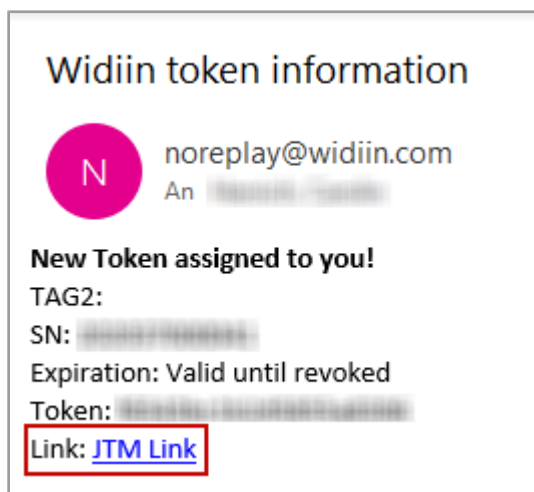 Widiin token information
N
noreplay@widiin.com
An
New Token assigned to you!
TAG2:
SN:
Expiration: Valid until revoked
Token:
Link: JTM Link